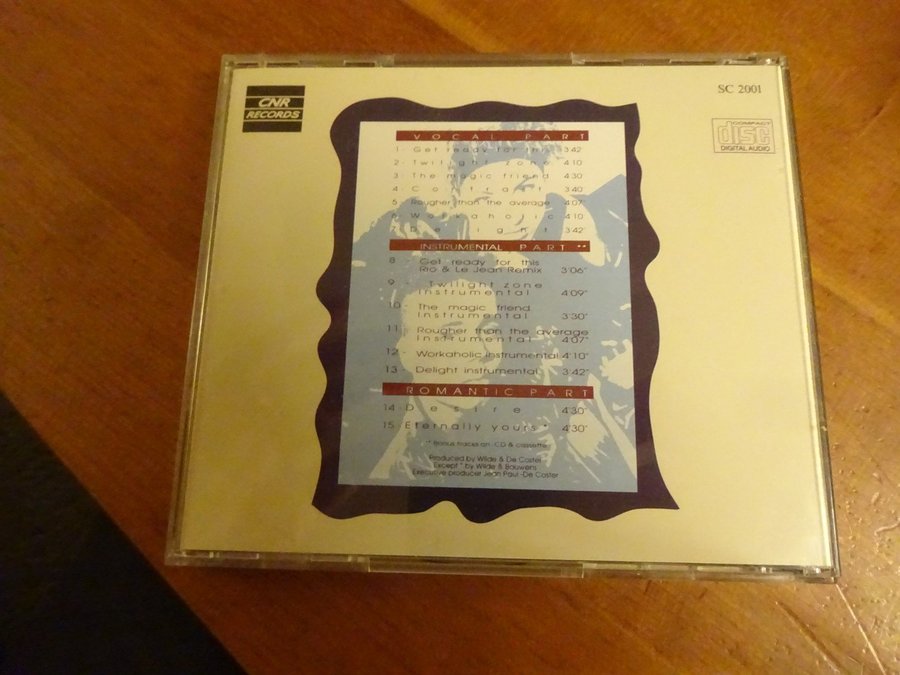 CNR
RECORDS
SC 2001
COMPACT
disc
DIGITAL AUDIO
VOCAL PART
1 - Get ready for this 3'42
2 - Twilight zone 4'10
3 - The magic friend 4'30
4 - Contrast 3'40"
5 - Rougher than the average 4'07
6 - Workaholic 4'10
7 - Delight 3'42"
INSTRUMENTAL PART **
8 - Get ready for this
Rio & Le Jean Remix 3'06"
9 - Twilight zone
Instrumental 4'09"
10 - The magic friend
Instrumental 3'30"
11 - Rougher than the average
Instrumental 4'07"
12 - Workaholic instrumental 4'10"
13 - Delight instrumental 3'42"
ROMANTIC PART
14 - Desire 4'30"
15 - Eternally yours * 4'30"
** Bonus tracks on CD & cassette
Produced by Wilde & De Coster
Except * by Wilde & Bauwens
Executive producer Jean Paul De Coster